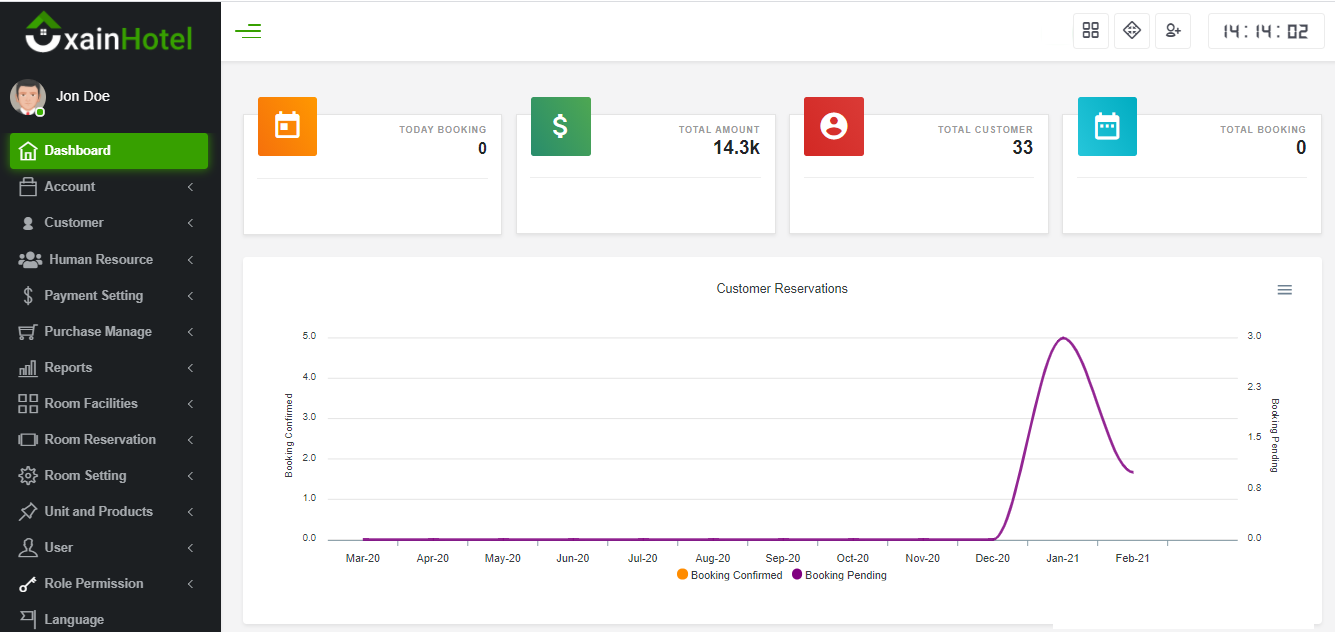 xainHotel
14:14:02
Jon Doe
Dashboard
Account
Customer
Human Resource
Payment Setting
Purchase Manage
Reports
Room Facilities
Room Reservation
Room Setting
Unit and Products
User
Role Permission
Language
TODAY BOOKING
0
TOTAL AMOUNT
14.3k
TOTAL CUSTOMER
33
TOTAL BOOKING
0
Customer Reservations
Booking Confirmed
5.0
4.0
3.0
2.0
1.0
0.0
3.0
2.3
1.5
0.8
0.0
Booking Pending
Mar-20 Apr-20 May-20 Jun-20 Jul-20 Aug-20 Sep-20 Oct-20 Nov-20 Dec-20 Jan-21 Feb-21
Booking Confirmed Booking Pending